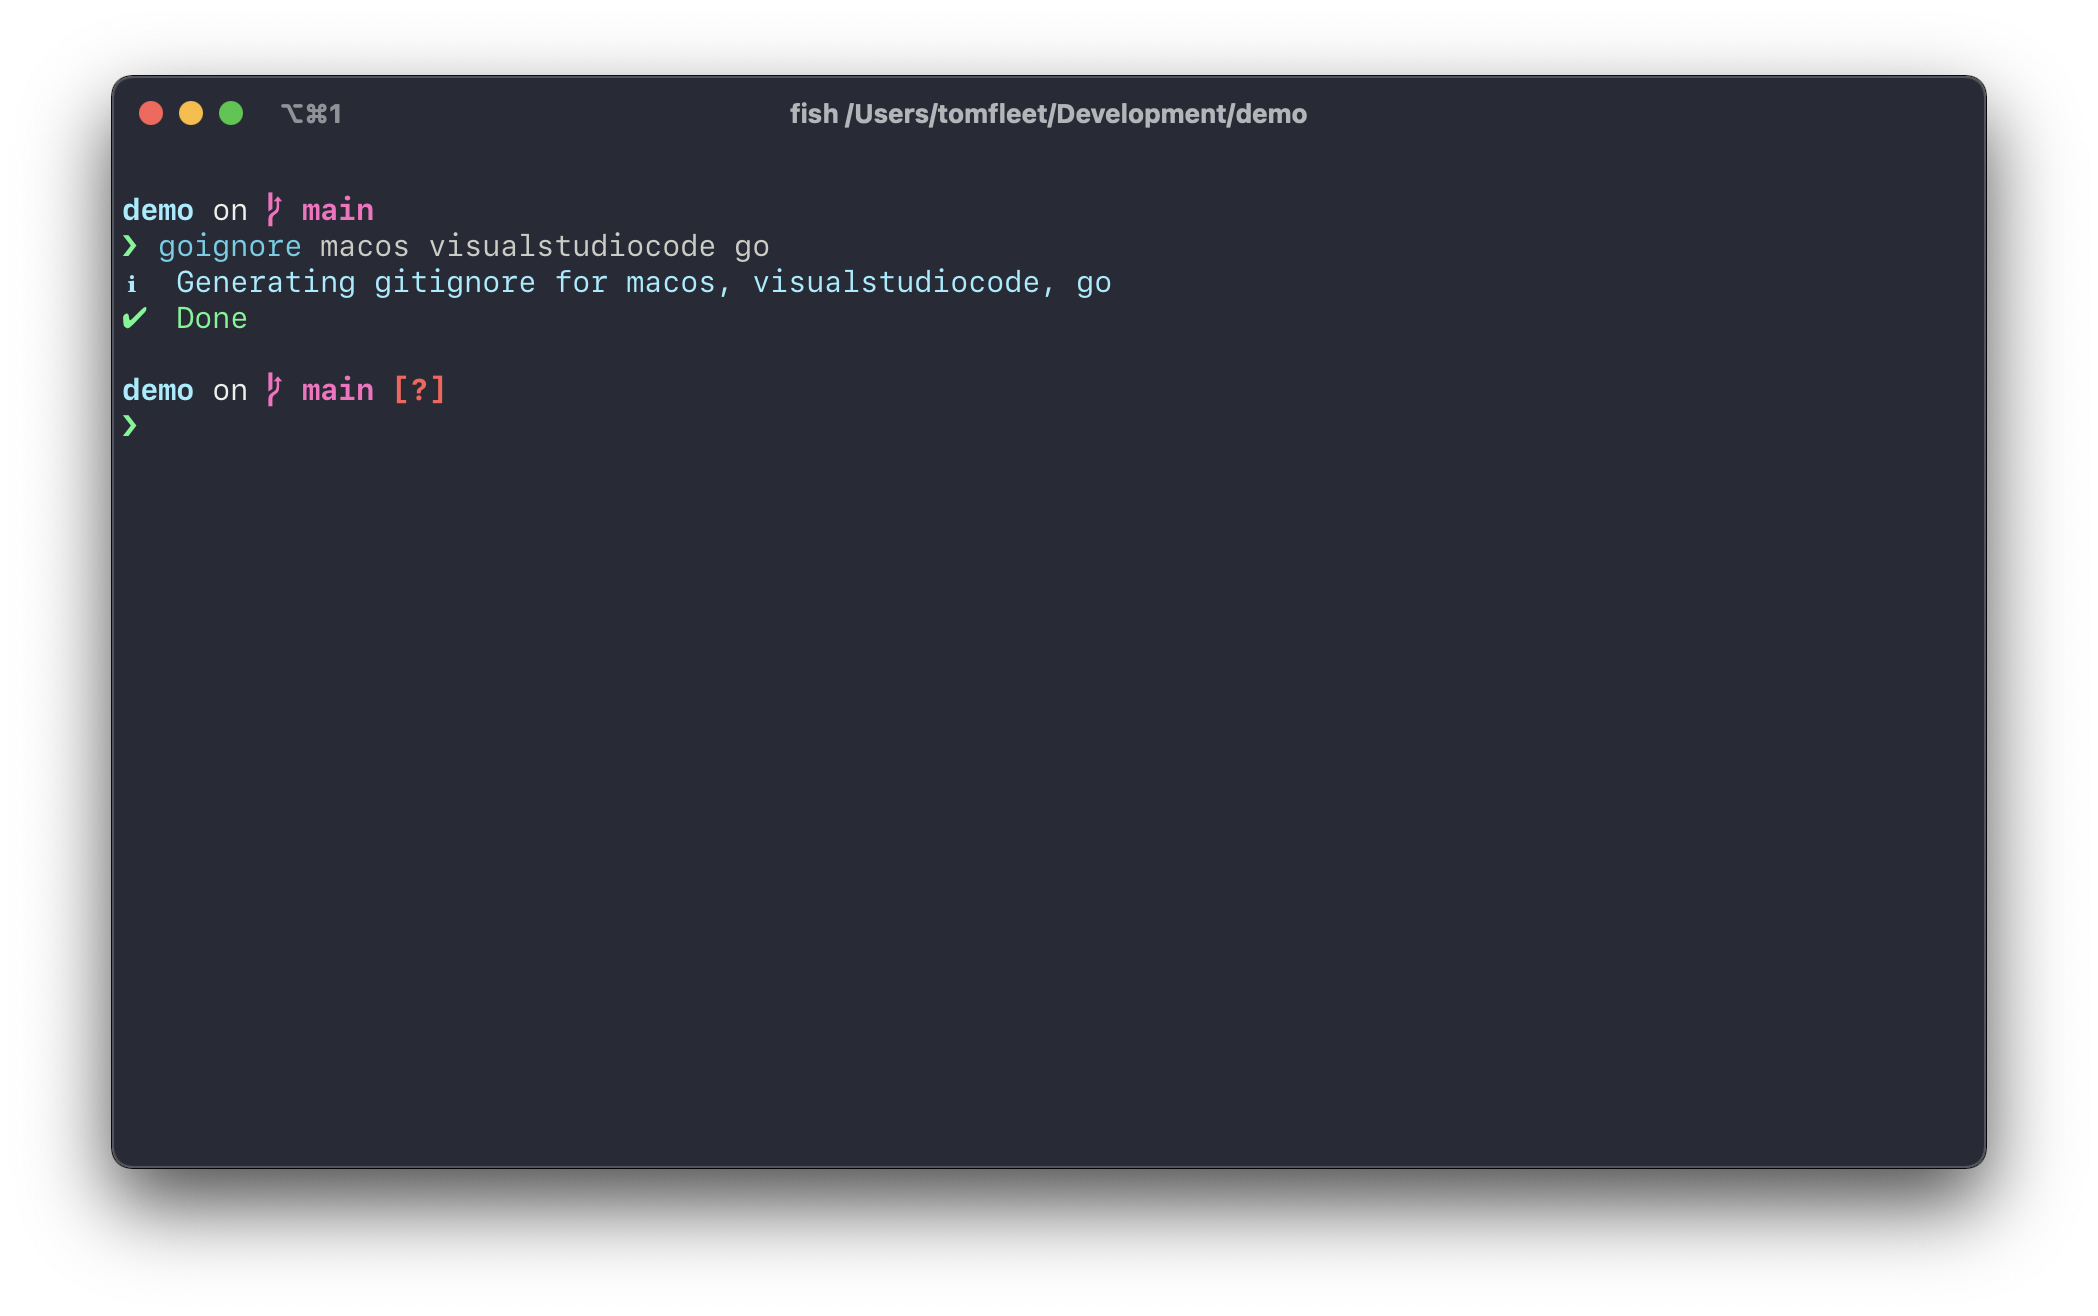 ⌥⌘1 fish /Users/tomfleet/Development/demo
demo on main
❯ goignore macos visualstudiocode go
ℹ Generating gitignore for macos, visualstudiocode, go
✔ Done
demo on main [?]
❯